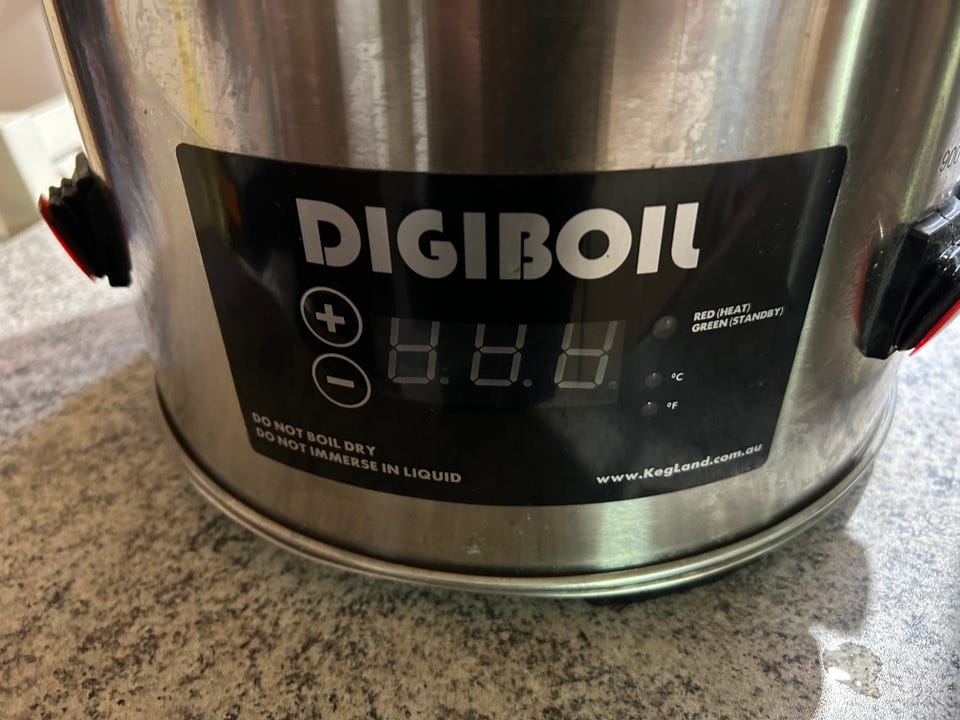 DIGIBOIL
+
RED (HEAT)
GREEN (STANDBY)
−
°C
°F
DO NOT BOIL DRY
DO NOT IMMERSE IN LIQUID
www.KegLand.com.au